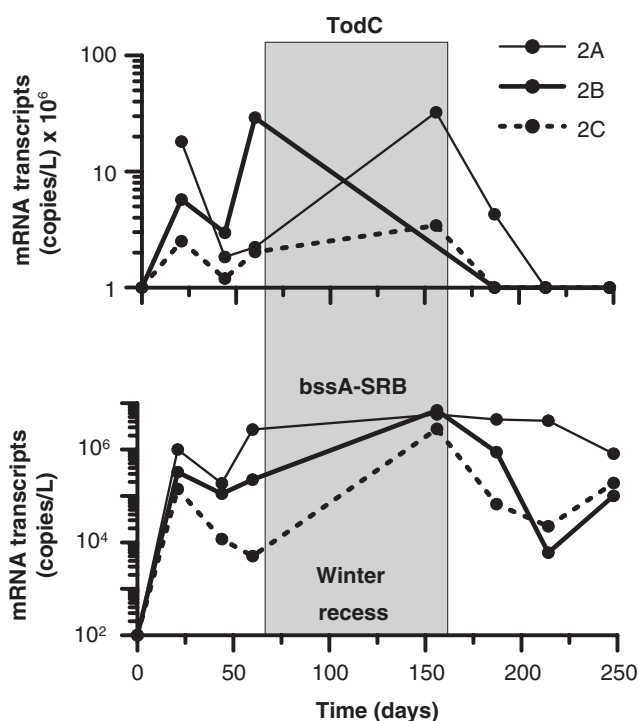 TodC
2A
2B
2C
mRNA transcripts
(copies/L) x 10⁶
100
10
1
bssA-SRB
mRNA transcripts
(copies/L)
10⁶
10⁴
10²
Winter
recess
0
50
100
150
200
250
Time (days)